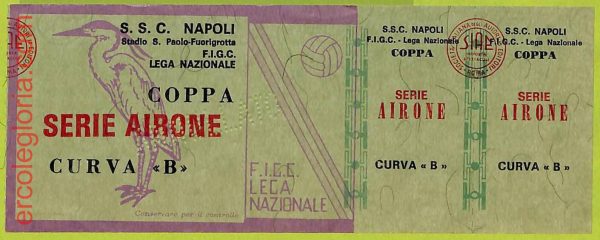 ercolegloria.com
S. S. C. NAPOLI
Stadio S. Paolo-Fuorigrotta
F.I.G.C.
LEGA NAZIONALE
COPPA
SERIE AIRONE
CURVA «B»
Conservare per il controllo
F.I.G.C.
LEGA
NAZIONALE
S.S.C. NAPOLI
F.I.G.C. - Lega Nazionale
COPPA
SERIE
AIRONE
CURVA «B»
SIAE
S.S.C. NAPOLI
F.I.G.C. - Lega Nazionale
COPPA
SERIE
AIRONE
CURVA «B»